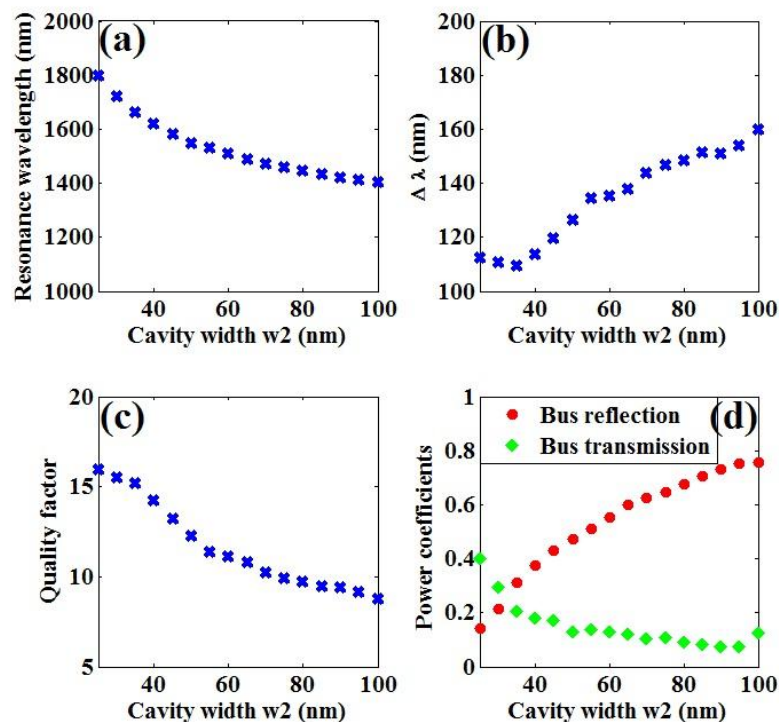 (a)
2000
1800
1600
1400
1200
1000
Resonance wavelength (nm)
40 60 80 100
Cavity width w2 (nm)
(b)
200
180
160
140
120
100
Δ λ (nm)
40 60 80 100
Cavity width w2 (nm)
(c)
20
15
10
5
Quality factor
40 60 80 100
Cavity width w2 (nm)
(d)
1
0.8
0.6
0.4
0.2
0
Power coefficients
Bus reflection
Bus transmission
40 60 80 100
Cavity width w2 (nm)